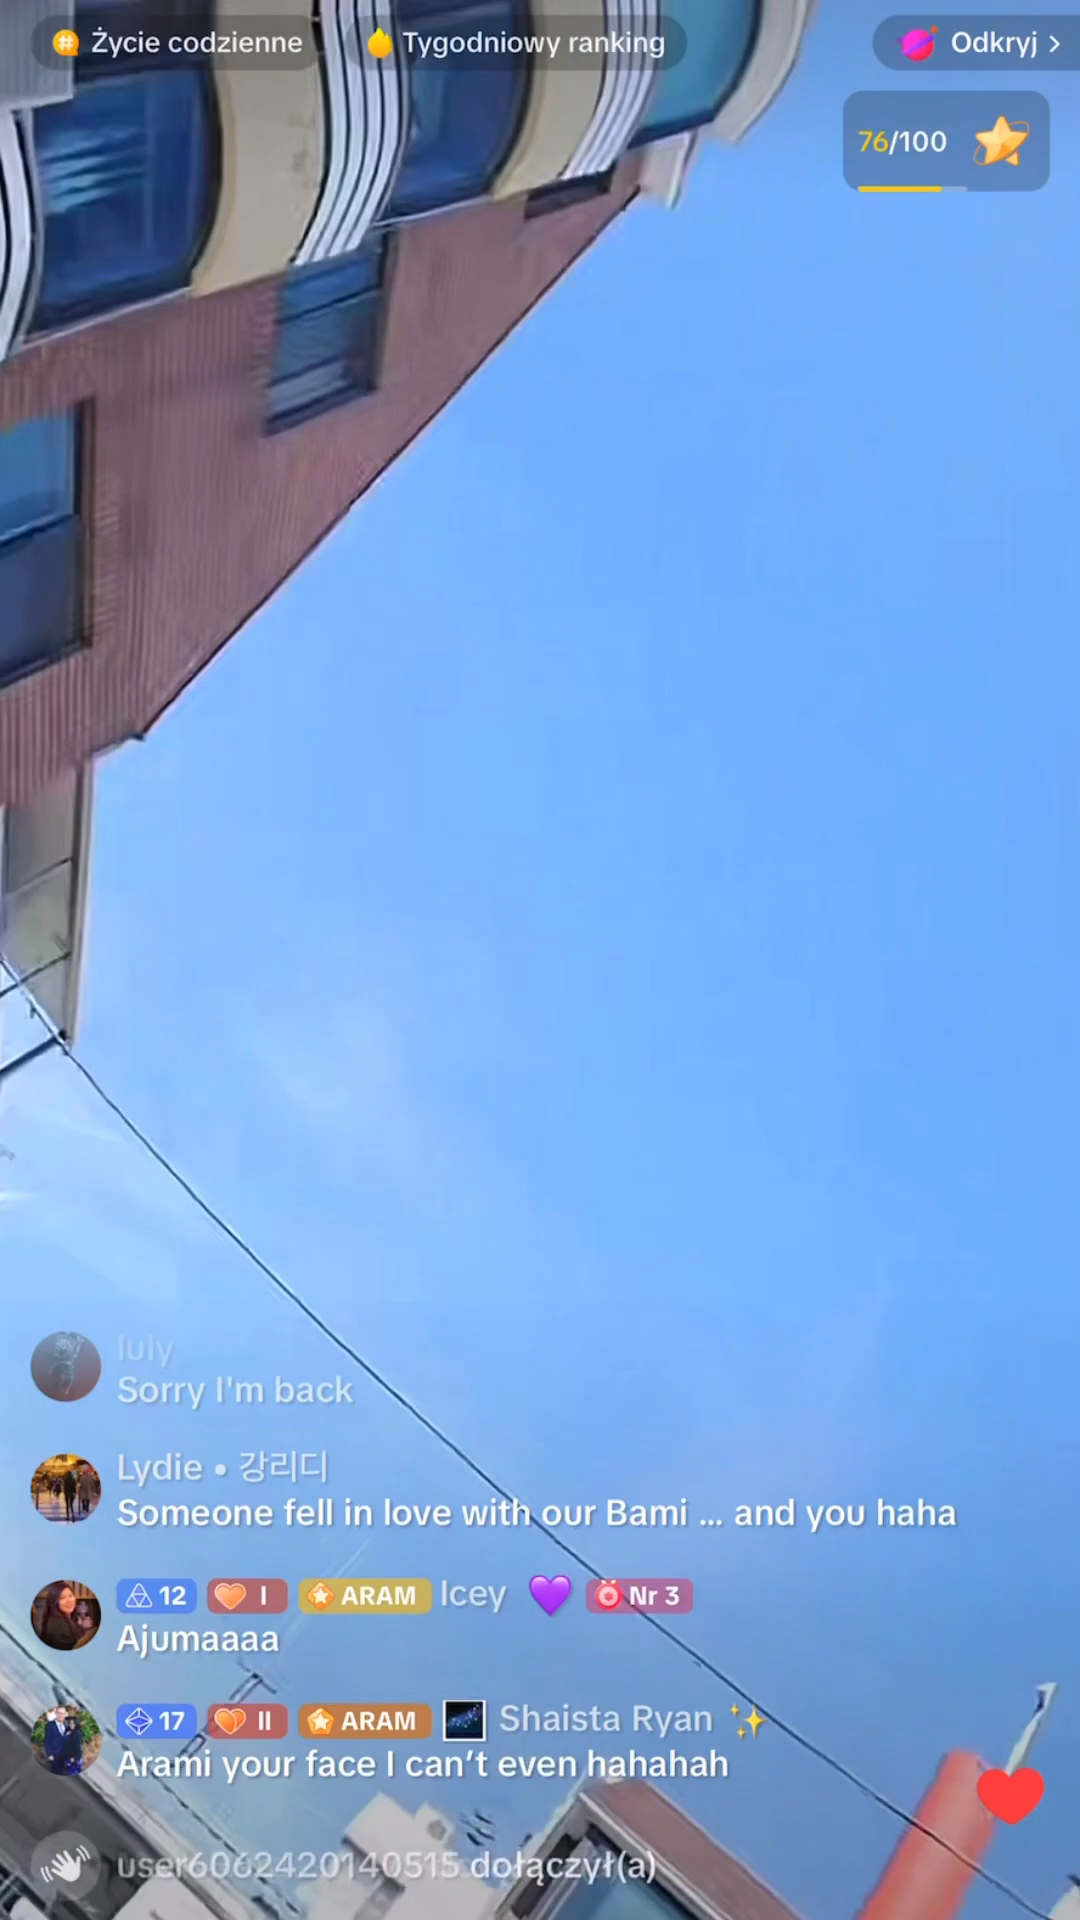 Życie codzienne
Tygodniowy ranking
Odkryj >
76/100
luly
Sorry I'm back
Lydie • 강리디
Someone fell in love with our Bami ... and you haha
12 I ARAM Icey 💜 Nr 3
Ajumaaaa
17 II ARAM Shaista Ryan ✨
Arami your face I can't even hahahah
user6062420140515 dołączył(a)